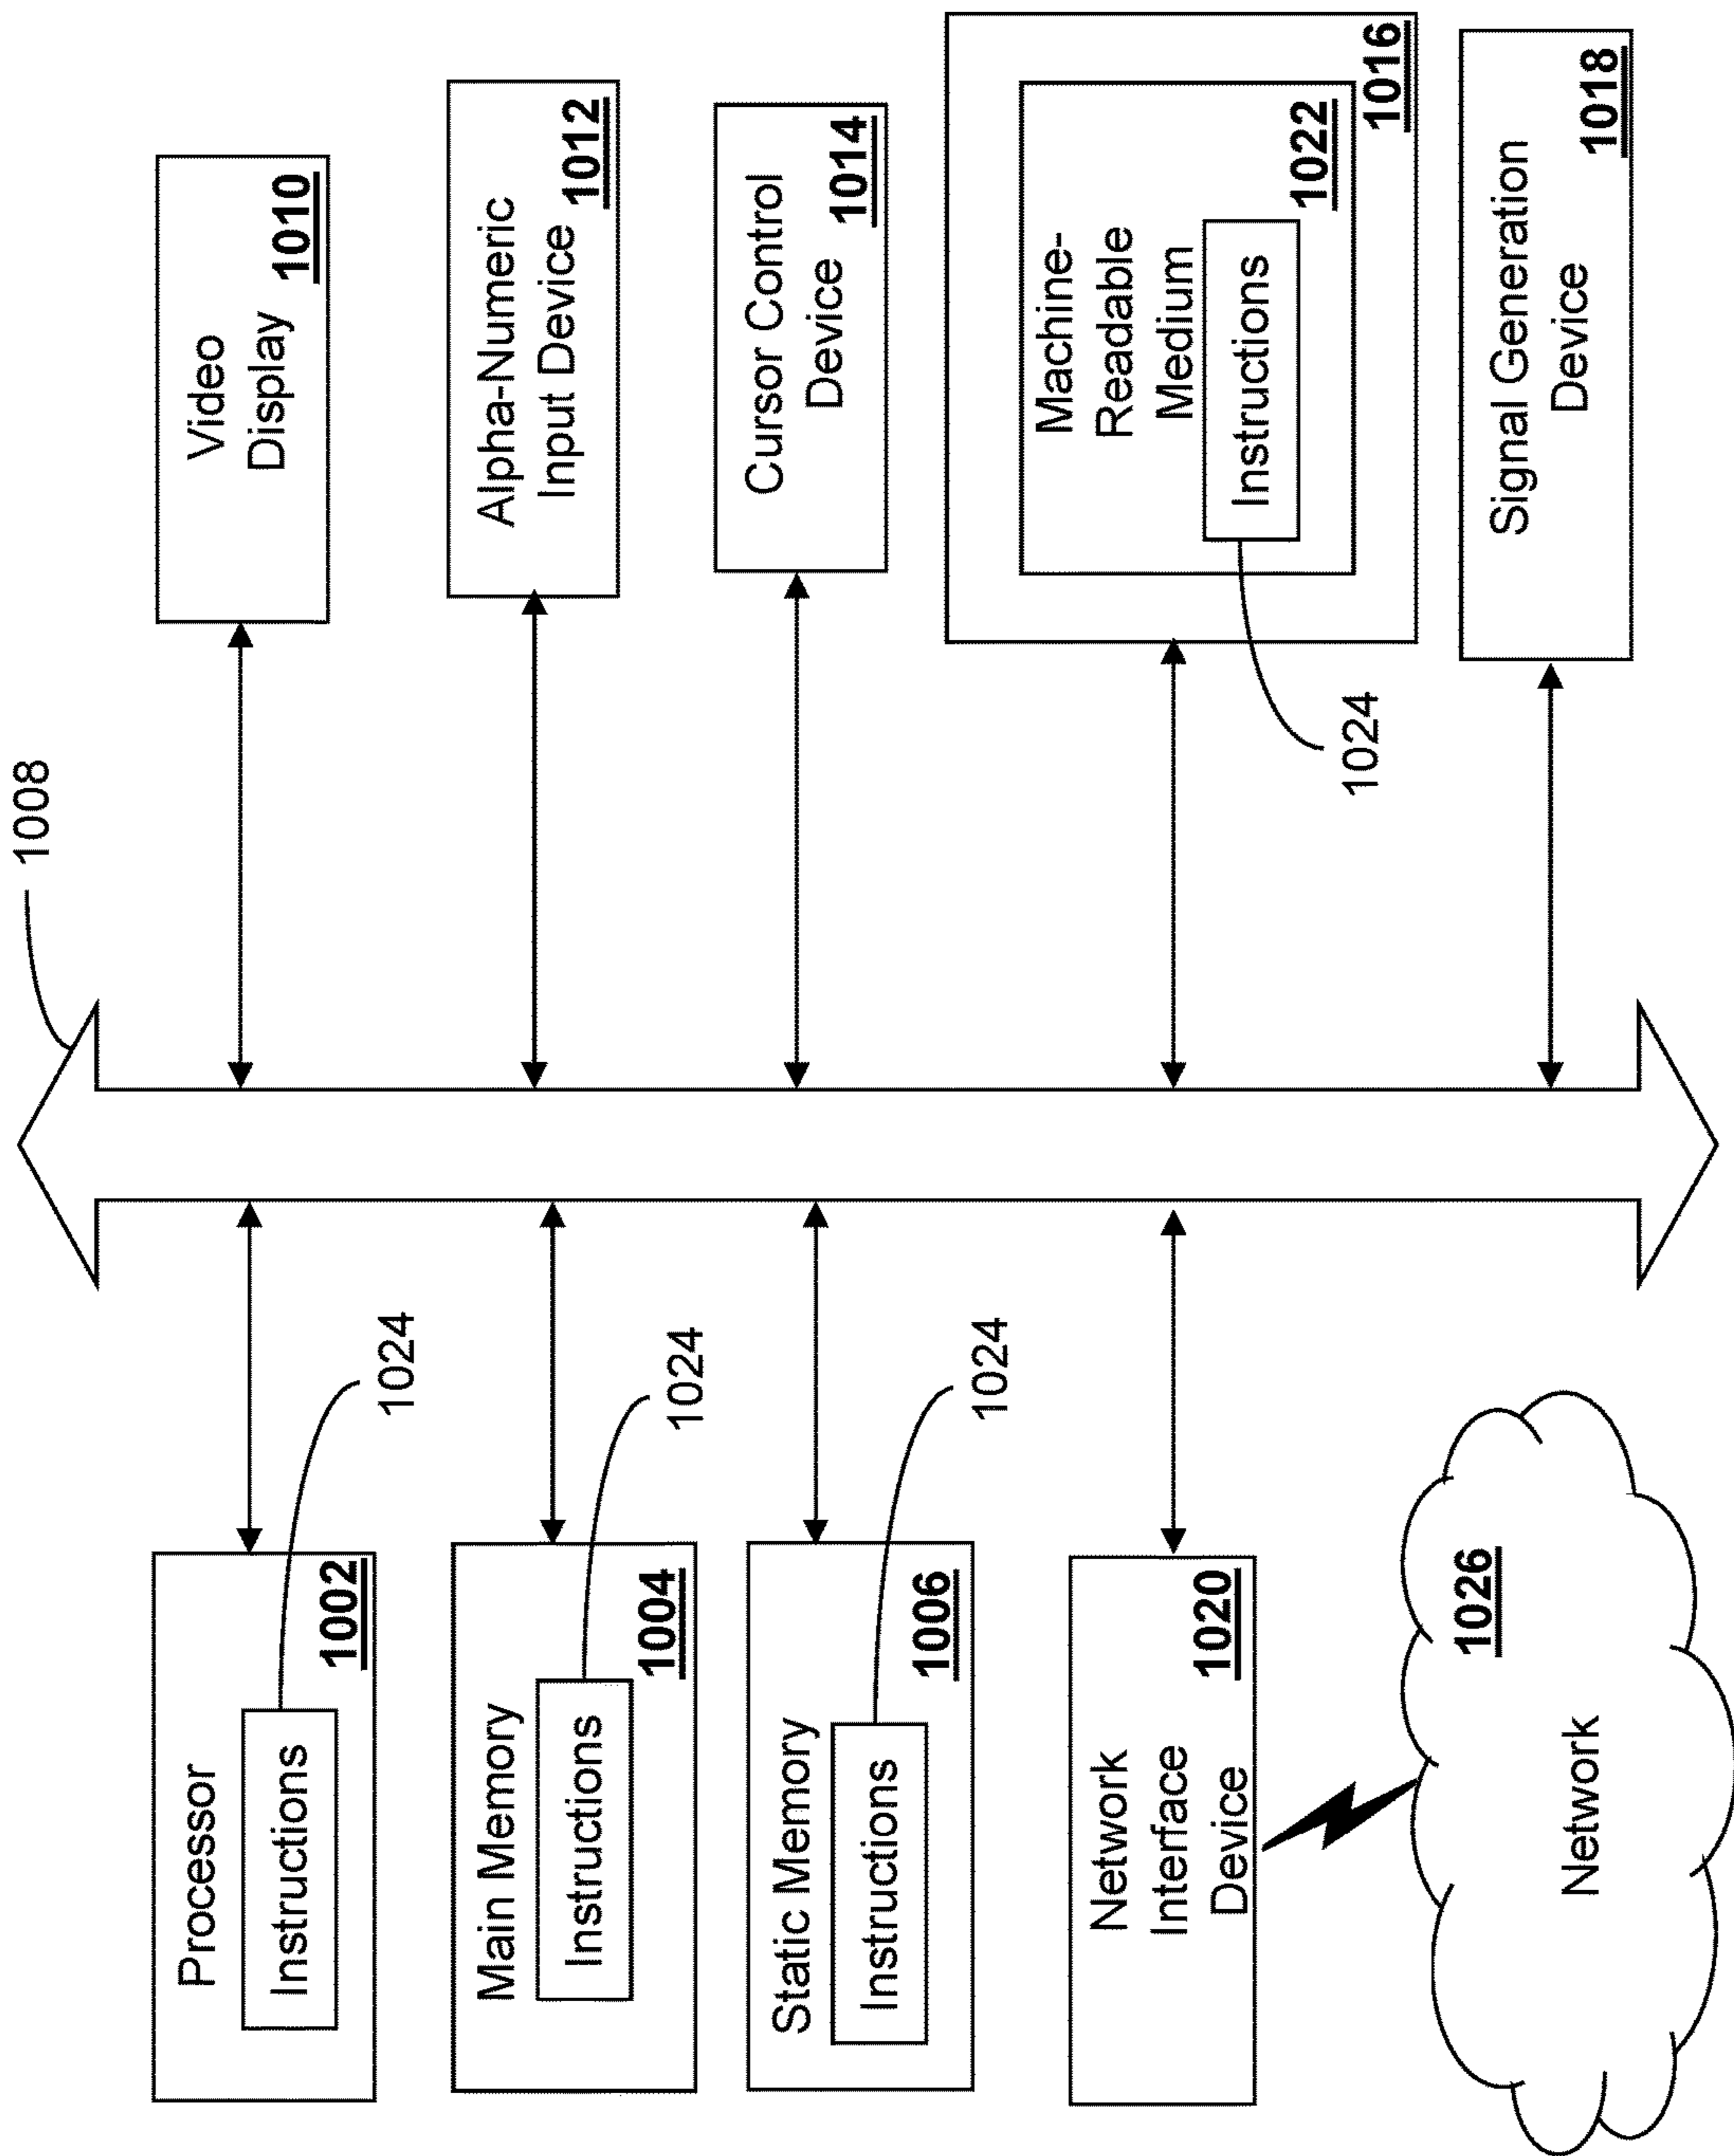 1008
Processor
Instructions
1002
1024
Video
Display
1010
Main Memory
Instructions
1004
1024
Alpha-Numeric
Input Device
1012
Static Memory
Instructions
1006
1024
Cursor Control
Device
1014
Network
Interface
Device
1020
Machine-
Readable
Medium
Instructions
1022
1016
1024
Network
1026
Signal Generation
Device
1018